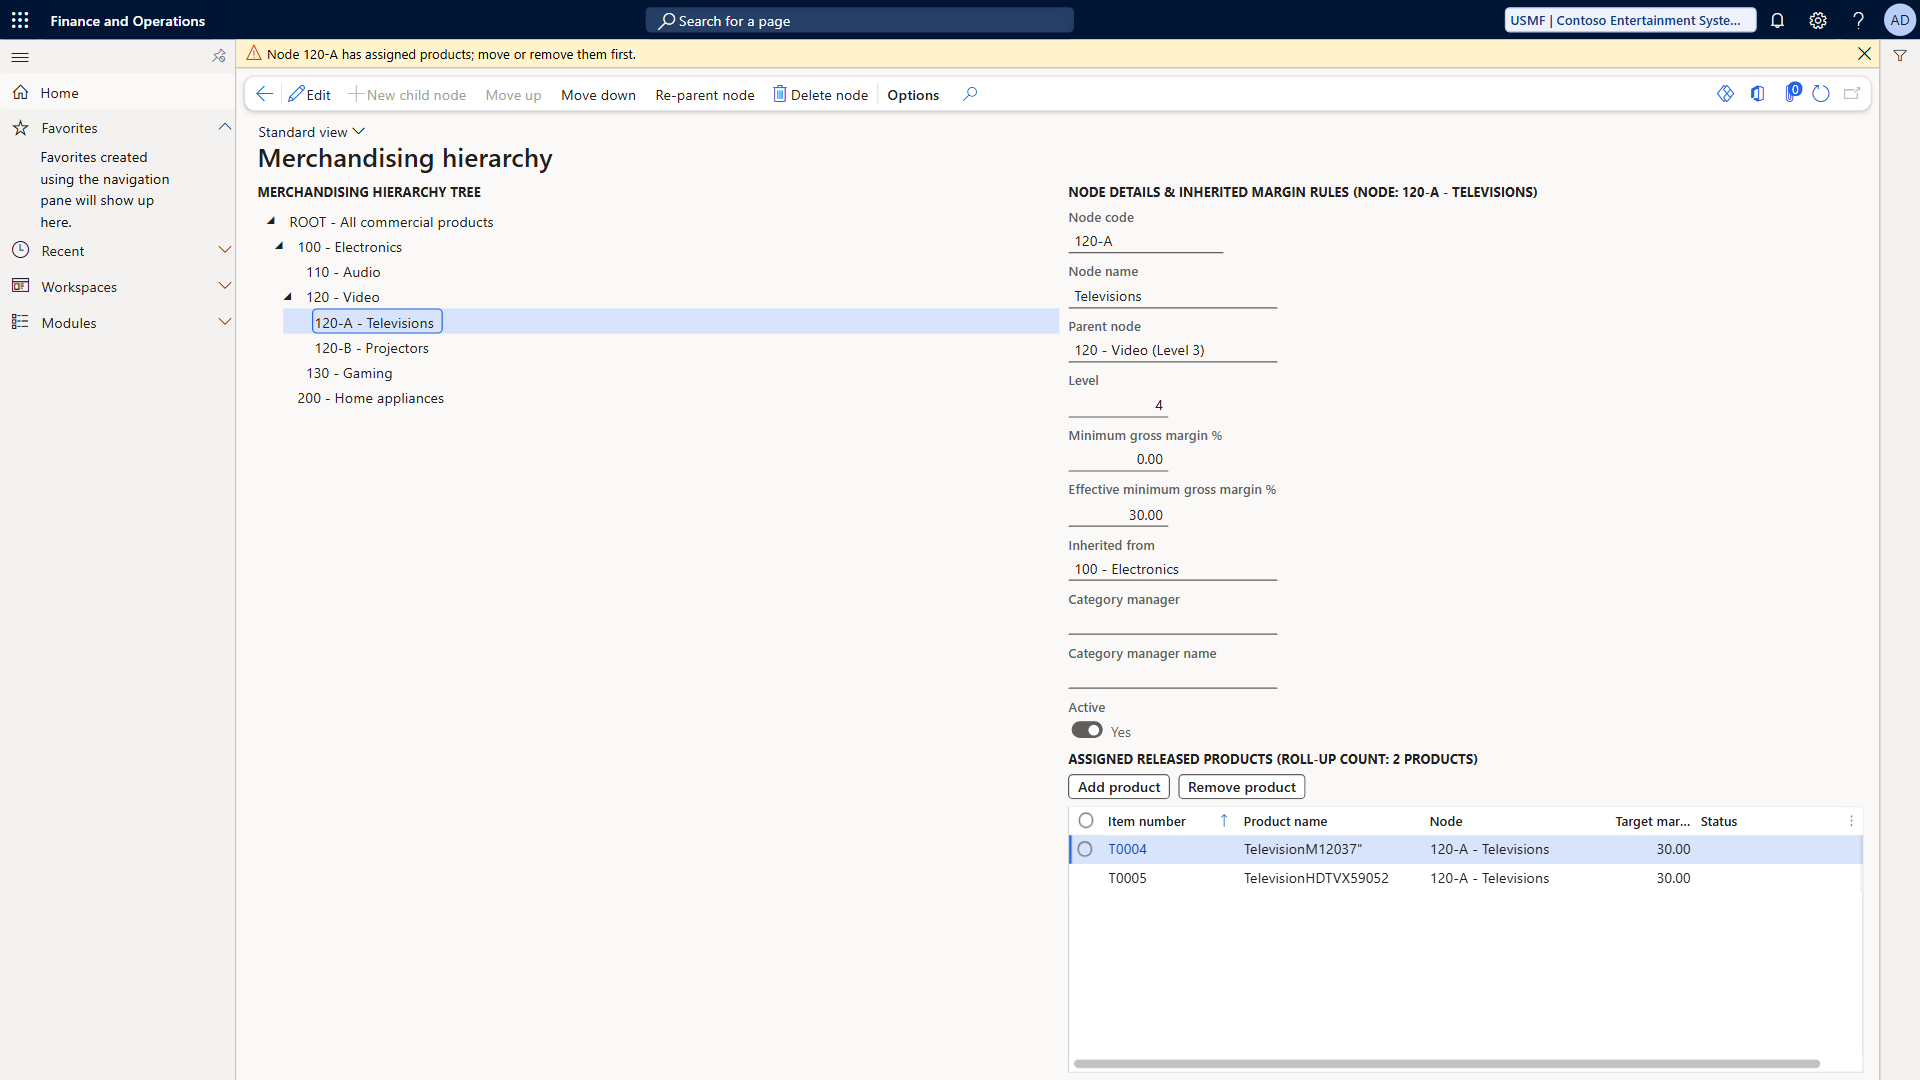 Finance and Operations
Search for a page
USMF | Contoso Entertainment Syste...
AD
Node 120-A has assigned products; move or remove them first.
Home
Favorites
Favorites created
using the navigation
pane will show up
here.
Recent
Workspaces
Modules
Edit
New child node
Move up
Move down
Re-parent node
Delete node
Options
0
Standard view
Merchandising hierarchy
MERCHANDISING HIERARCHY TREE
ROOT - All commercial products
100 - Electronics
110 - Audio
120 - Video
120-A - Televisions
120-B - Projectors
130 - Gaming
200 - Home appliances
NODE DETAILS & INHERITED MARGIN RULES (NODE: 120-A - TELEVISIONS)
Node code
120-A
Node name
Televisions
Parent node
120 - Video (Level 3)
Level
4
Minimum gross margin %
0.00
Effective minimum gross margin %
30.00
Inherited from
100 - Electronics
Category manager
Category manager name
Active
Yes
ASSIGNED RELEASED PRODUCTS (ROLL-UP COUNT: 2 PRODUCTS)
Add product
Remove product
Item number Product name Node Target mar... Status
T0004 TelevisionM12037" 120-A - Televisions 30.00
T0005 TelevisionHDTVX59052 120-A - Televisions 30.00